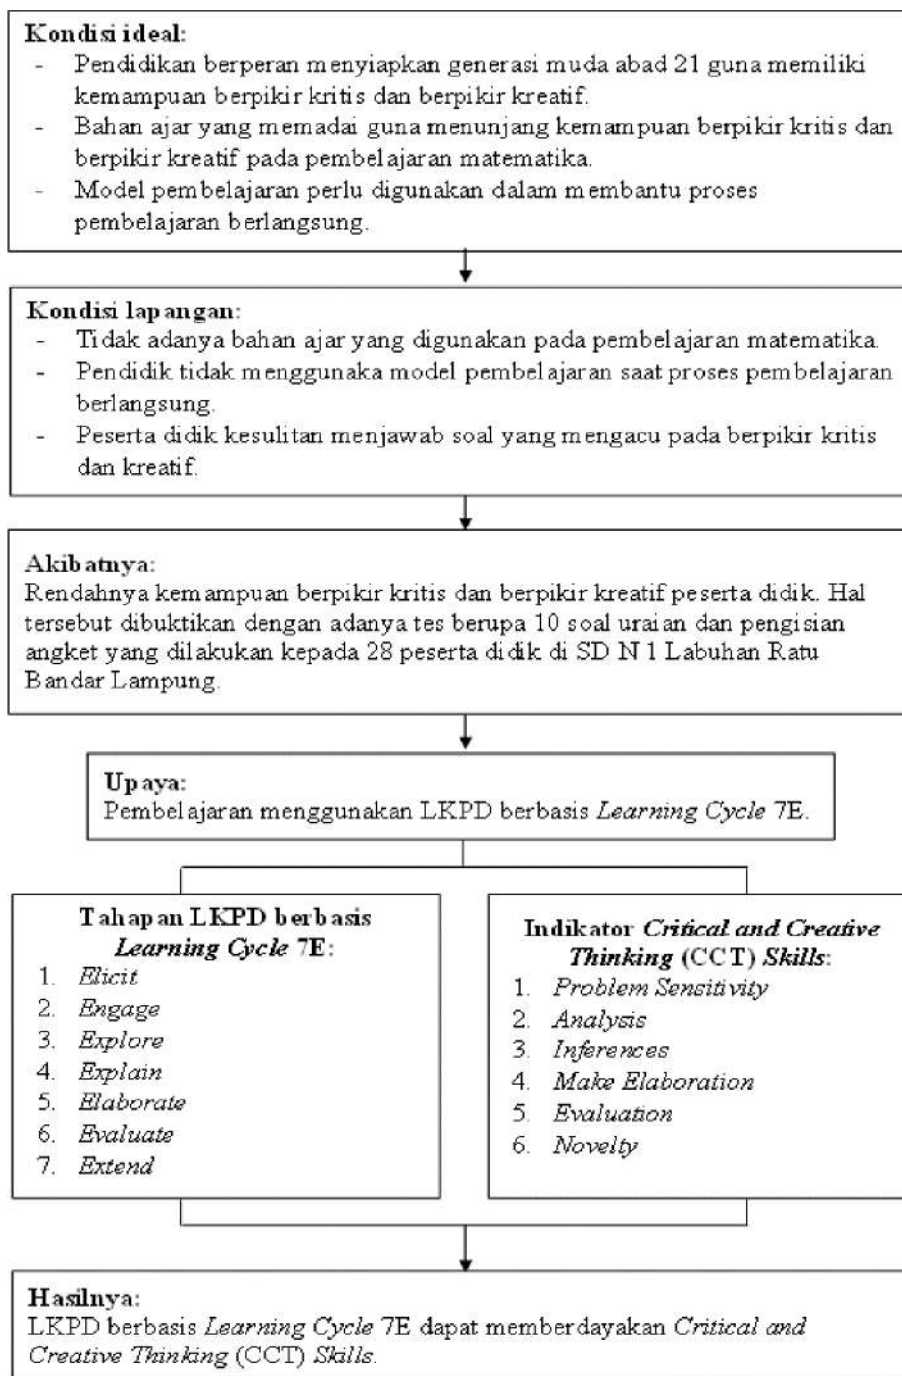 Kondisi ideal:
- Pendidikan berperan menyiapkan generasi muda abad 21 guna memiliki
kemampuan berpikir kritis dan berpikir kreatif.
- Bahan ajar yang memadai guna menunjang kemampuan berpikir kritis dan
berpikir kreatif pada pembelajaran matematika.
- Model pembelajaran perlu digunakan dalam membantu proses
pembelajaran berlangsung.
Kondisi lapangan:
- Tidak adanya bahan ajar yang digunakan pada pembelajaran matematika.
- Pendidik tidak menggunaka model pembelajaran saat proses pembelajaran
berlangsung.
- Peserta didik kesulitan menjawab soal yang mengacu pada berpikir kritis
dan kreatif.
Akibatnya:
Rendahnya kemampuan berpikir kritis dan berpikir kreatif peserta didik. Hal
tersebut dibuktikan dengan adanya tes berupa 10 soal uraian dan pengisian
angket yang dilakukan kepada 28 peserta didik di SD N 1 Labuhan Ratu
Bandar Lampung.
Upaya:
Pembelajaran menggunakan LKPD berbasis Learning Cycle 7E.
Tahapan LKPD berbasis
Learning Cycle 7E:
1. Elicit
2. Engage
3. Explore
4. Explain
5. Elaborate
6. Evaluate
7. Extend
Indikator Critical and Creative
Thinking (CCT) Skills:
1. Problem Sensitivity
2. Analysis
3. Inferences
4. Make Elaboration
5. Evaluation
6. Novelty
Hasilnya:
LKPD berbasis Learning Cycle 7E dapat memberdayakan Critical and
Creative Thinking (CCT) Skills.